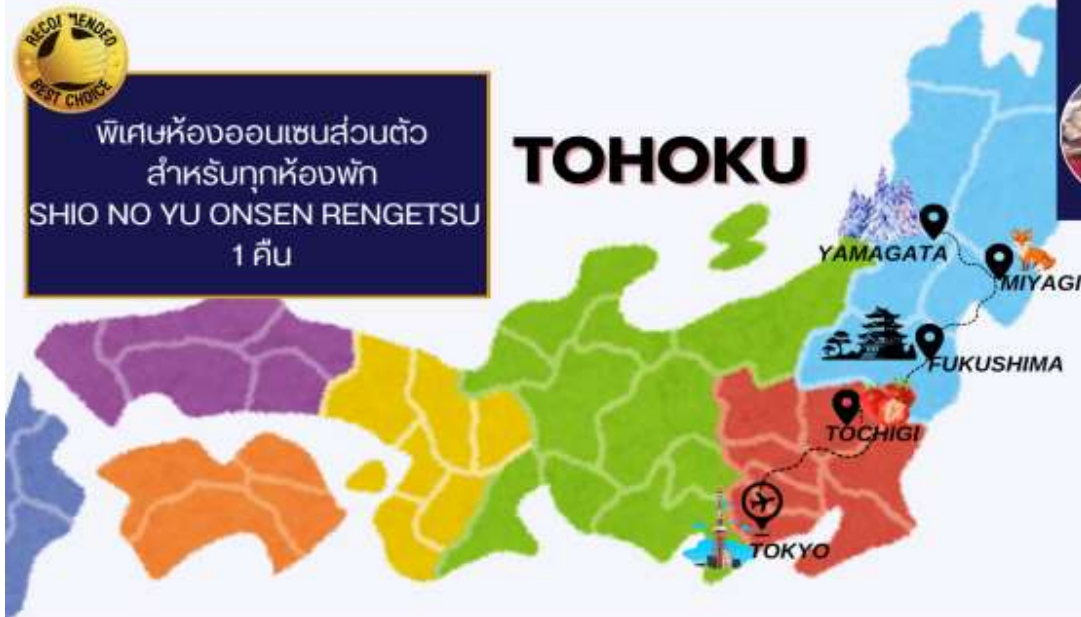 RECOMMENDED
BEST CHOICE
พิเศษห้องออนเซนส่วนตัว
สำหรับทุกห้องพัก
SHIO NO YU ONSEN RENGETSU
1 คืน
TOHOKU
YAMAGATA
MIYAGI
FUKUSHIMA
TOCHIGI
TOKYO